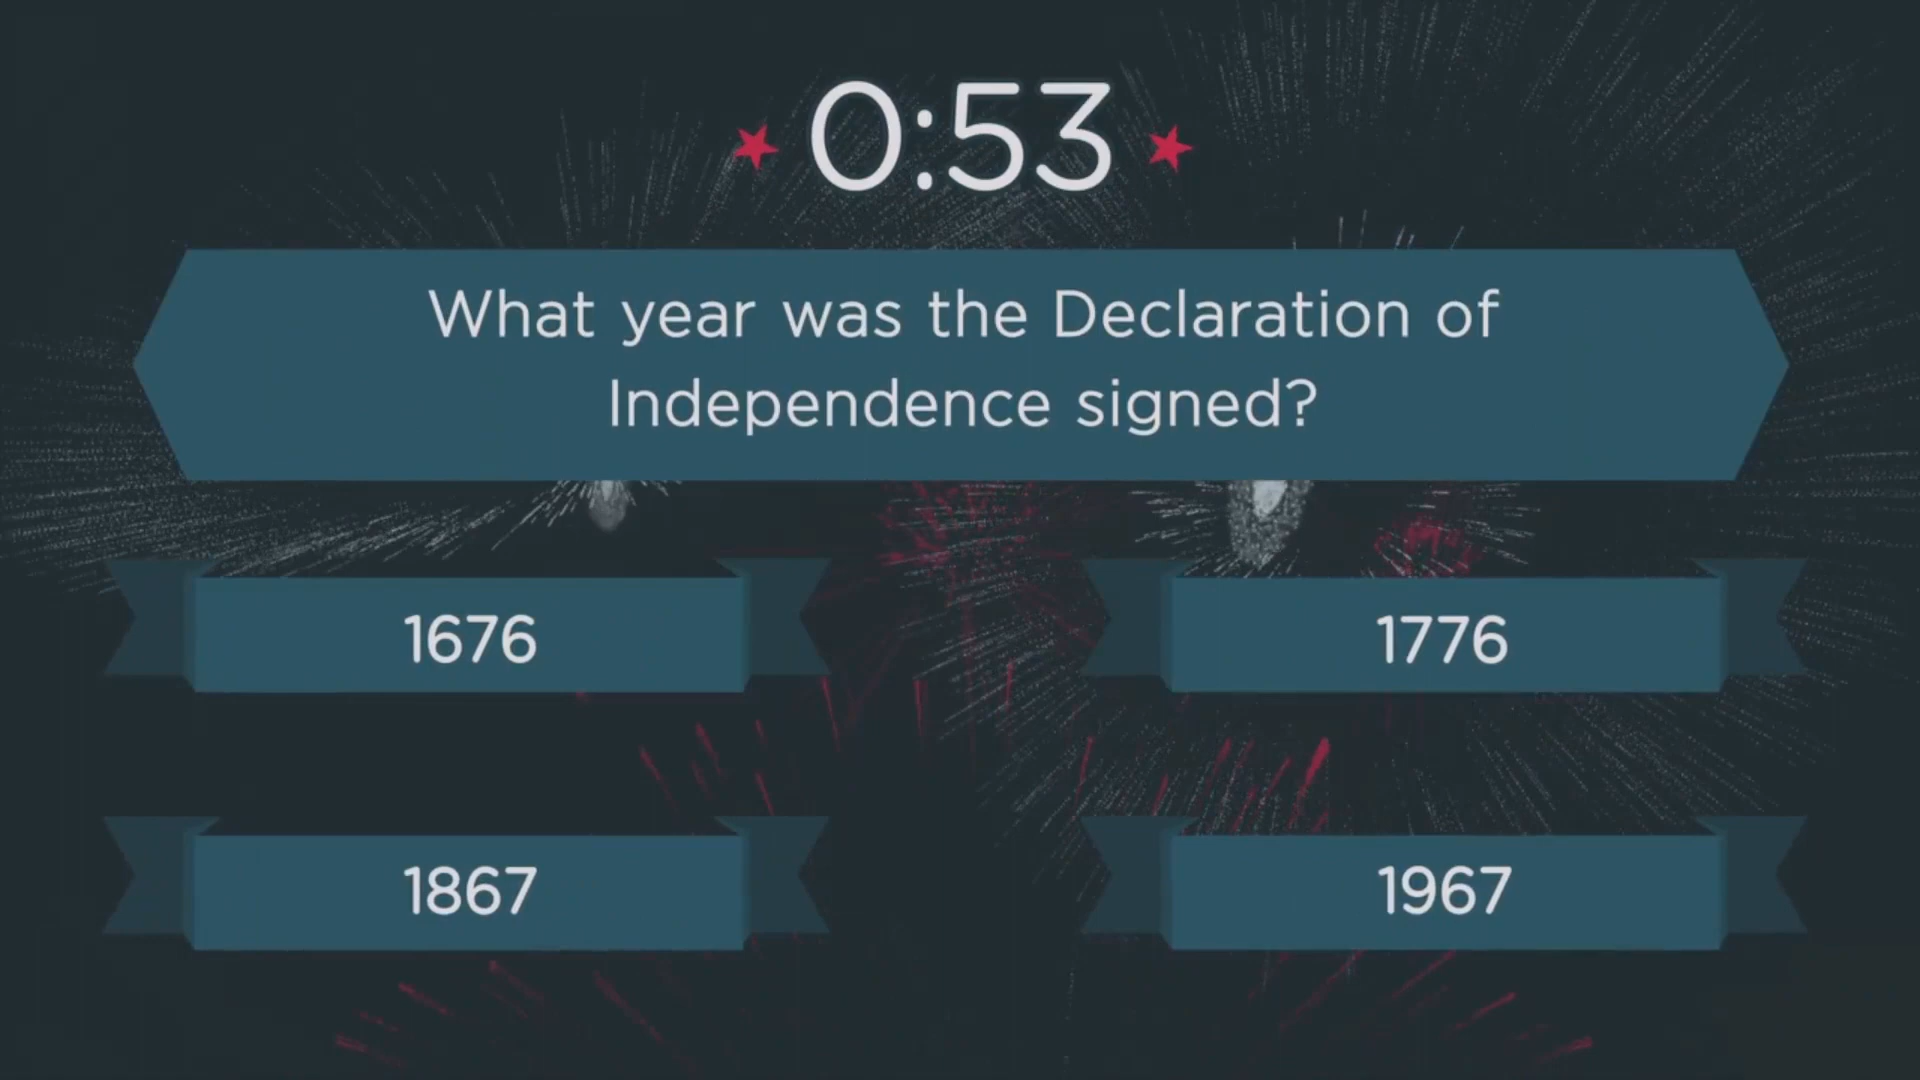 0:53
What year was the Declaration of
Independence signed?
1676
1776
1867
1967